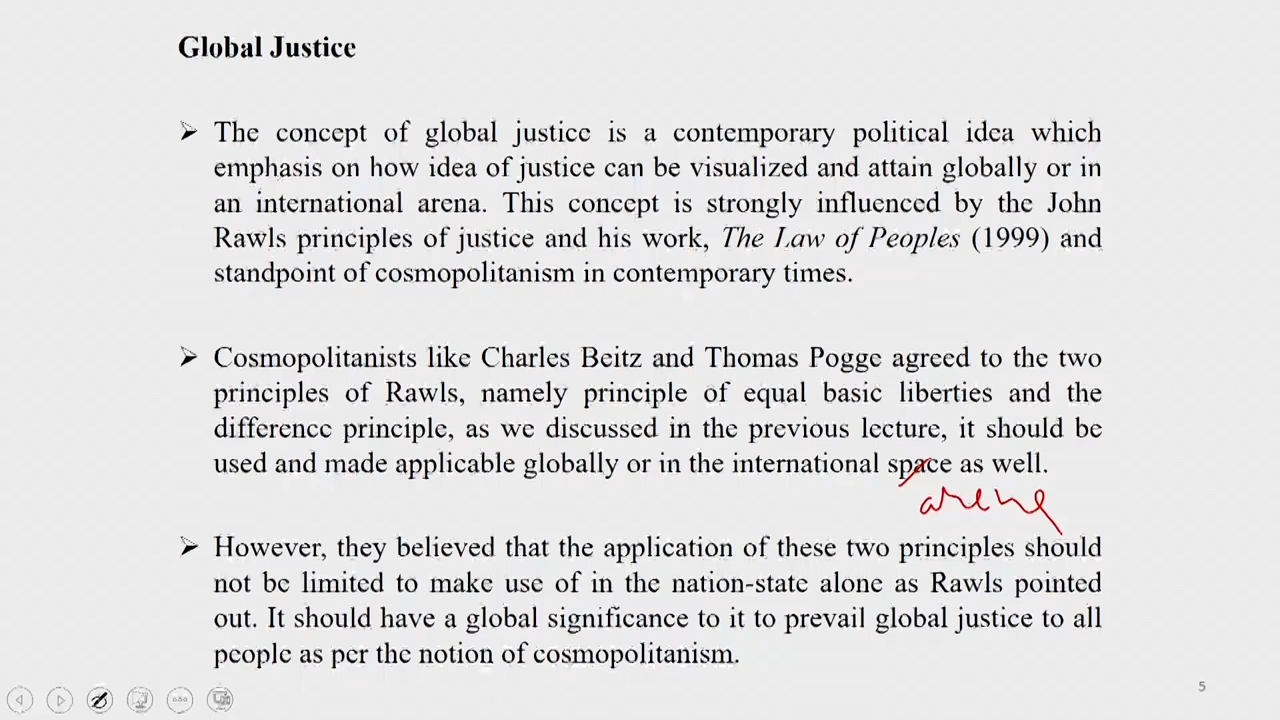 Global Justice
➢ The concept of global justice is a contemporary political idea which
emphasis on how idea of justice can be visualized and attain globally or in
an international arena. This concept is strongly influenced by the John
Rawls principles of justice and his work, The Law of Peoples (1999) and
standpoint of cosmopolitanism in contemporary times.
➢ Cosmopolitanists like Charles Beitz and Thomas Pogge agreed to the two
principles of Rawls, namely principle of equal basic liberties and the
difference principle, as we discussed in the previous lecture, it should be
used and made applicable globally or in the international space as well.
arena
➢ However, they believed that the application of these two principles should
not be limited to make use of in the nation-state alone as Rawls pointed
out. It should have a global significance to it to prevail global justice to all
people as per the notion of cosmopolitanism.
5